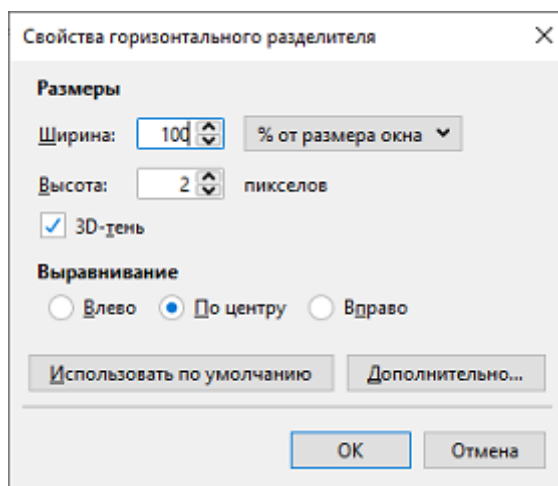 Свойства горизонтального разделителя
Размеры
Ширина: 100 % от размера окна
Высота: 2 пикселов
3D-тень
Выравнивание
Влево По центру Вправо
Использовать по умолчанию Дополнительно...
ОК Отмена